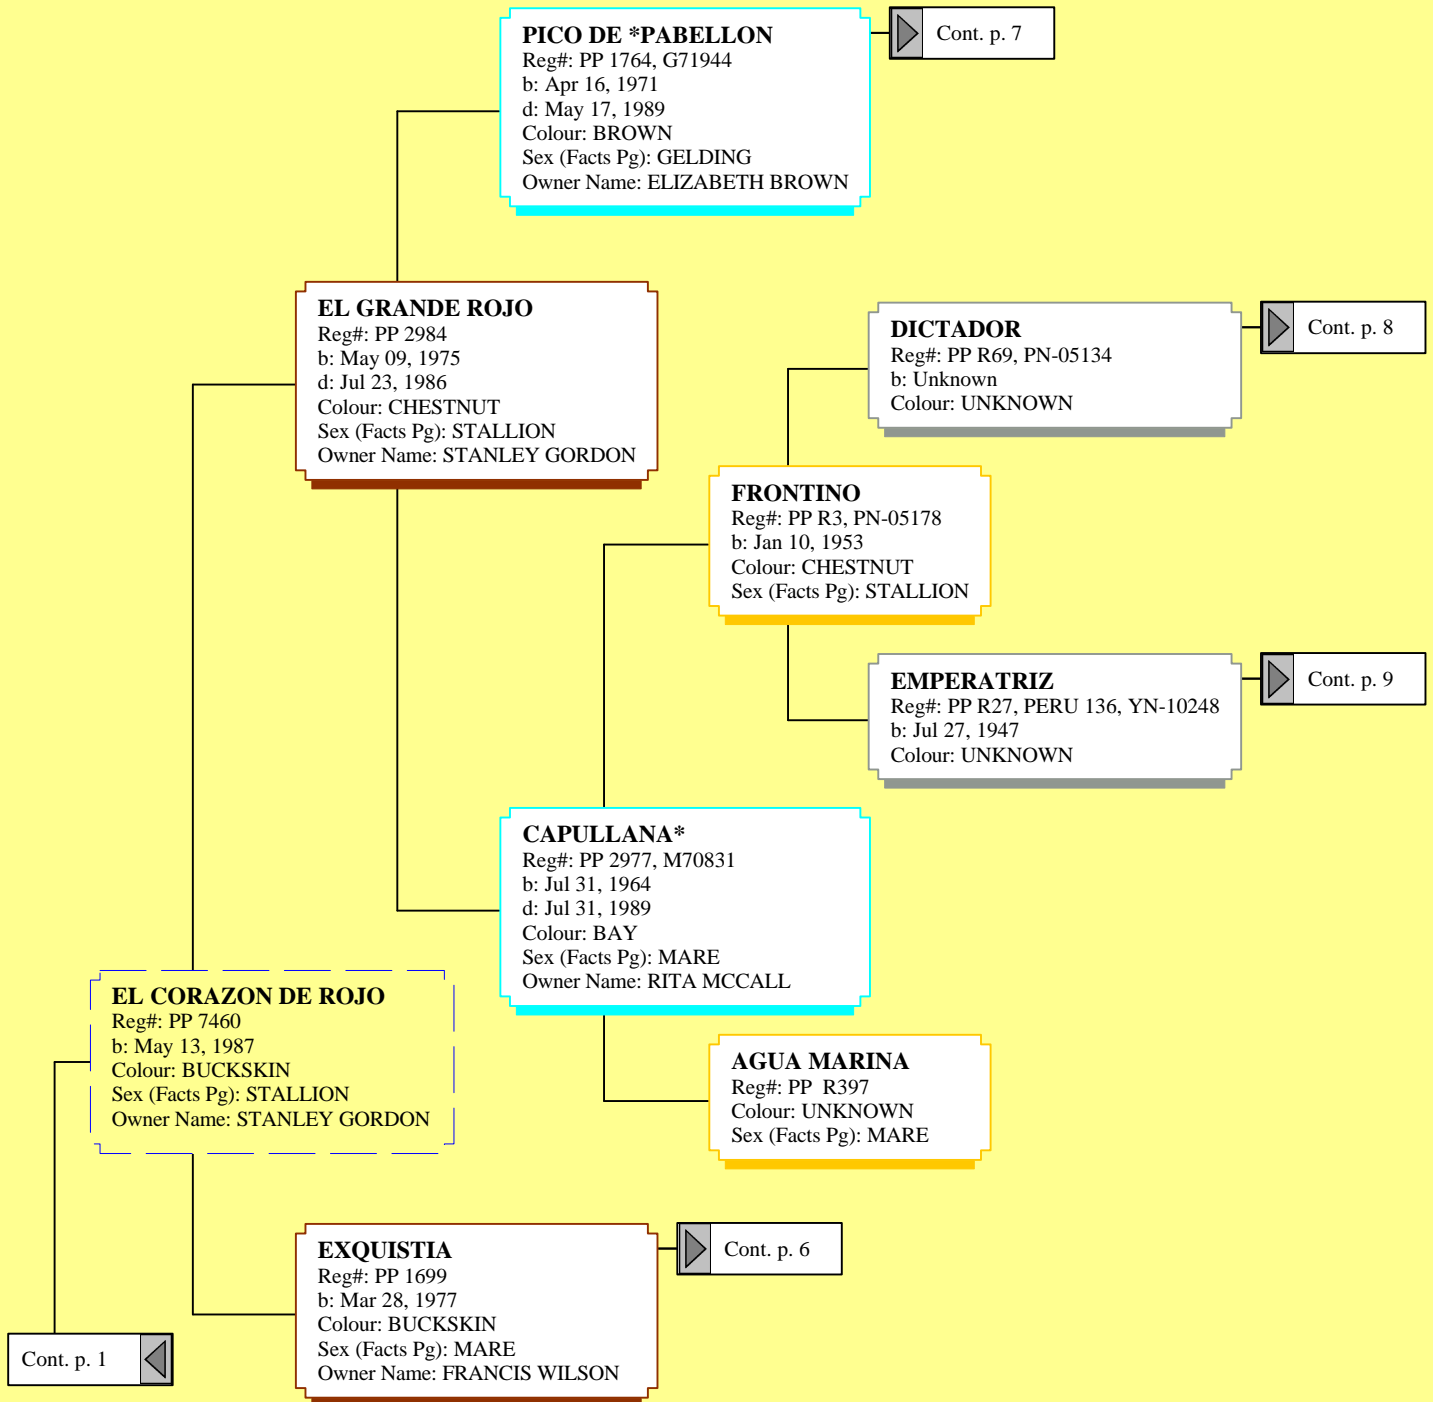 PICO DE *PABELLON
Reg#: PP 1764, G71944
b: Apr 16, 1971
d: May 17, 1989
Colour: BROWN
Sex (Facts Pg): GELDING
Owner Name: ELIZABETH BROWN
Cont. p. 7
EL GRANDE ROJO
Reg#: PP 2984
b: May 09, 1975
d: Jul 23, 1986
Colour: CHESTNUT
Sex (Facts Pg): STALLION
Owner Name: STANLEY GORDON
DICTADOR
Reg#: PP R69, PN-05134
b: Unknown
Colour: UNKNOWN
Cont. p. 8
FRONTINO
Reg#: PP R3, PN-05178
b: Jan 10, 1953
Colour: CHESTNUT
Sex (Facts Pg): STALLION
EMPERATRIZ
Reg#: PP R27, PERU 136, YN-10248
b: Jul 27, 1947
Colour: UNKNOWN
Cont. p. 9
CAPULLANA*
Reg#: PP 2977, M70831
b: Jul 31, 1964
d: Jul 31, 1989
Colour: BAY
Sex (Facts Pg): MARE
Owner Name: RITA MCCALL
EL CORAZON DE ROJO
Reg#: PP 7460
b: May 13, 1987
Colour: BUCKSKIN
Sex (Facts Pg): STALLION
Owner Name: STANLEY GORDON
AGUA MARINA
Reg#: PP  R397
Colour: UNKNOWN
Sex (Facts Pg): MARE
EXQUISTIA
Reg#: PP 1699
b: Mar 28, 1977
Colour: BUCKSKIN
Sex (Facts Pg): MARE
Owner Name: FRANCIS WILSON
Cont. p. 6
Cont. p. 1